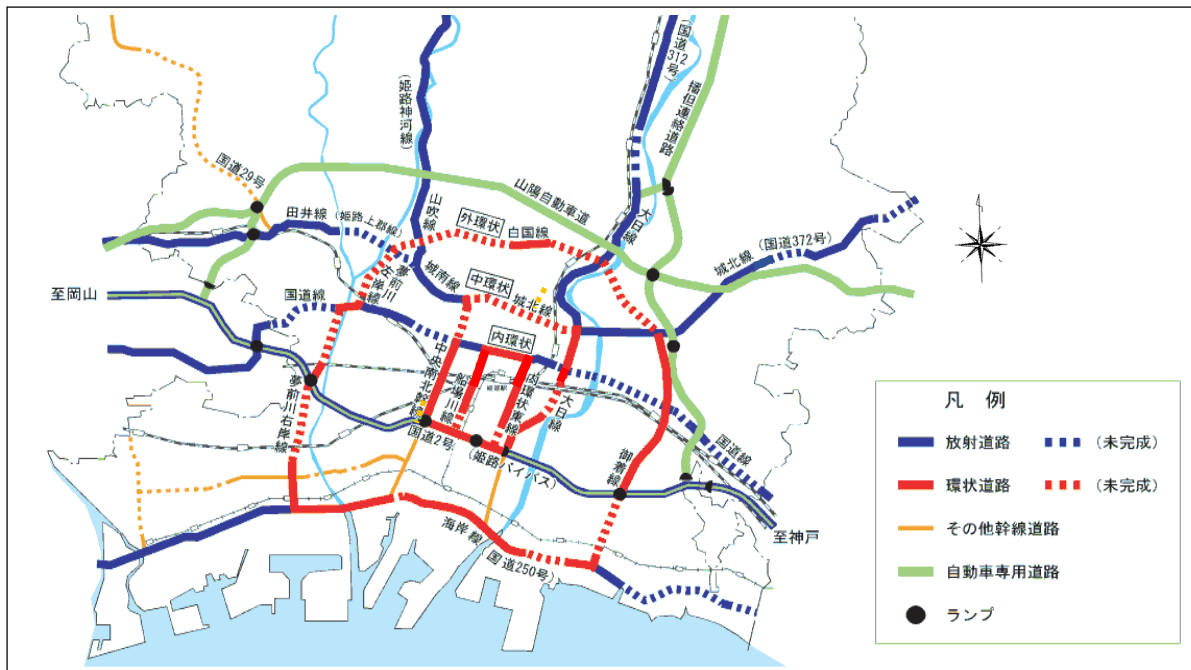 (国道312号)
播但連絡道路
(姫路神河線)
国道29号
山陽自動車道
田井線(姫路上郡線)
山吹線
外環状
白国線
大日線
城北線(国道372号)
夢前川左岸線
城南線
中環状
城北線
至岡山
国道線
内環状
中央南北幹線
船場川線
内環状東線
大日線
夢前川右岸線
国道2号
(姫路バイパス)
御着線
国道線
至神戸
海岸線(国道250号)
凡 例
放射道路
(未完成)
環状道路
(未完成)
その他幹線道路
自動車専用道路
ランプ